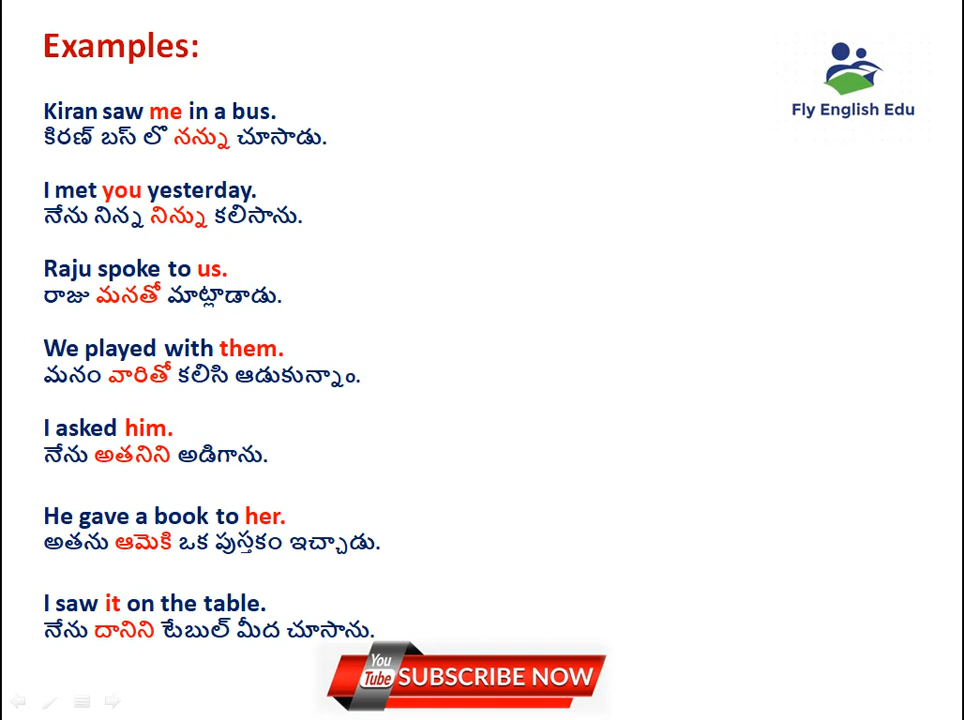 Examples:
Fly English Edu
Kiran saw me in a bus.
కిరణ్ బస్ లొ నన్ను చూసాడు.
I met you yesterday.
నేను నిన్న నిన్ను కలిసాను.
Raju spoke to us.
రాజు మనతో మాట్లాడాడు.
We played with them.
మనం వారితో కలిసి ఆడుకున్నాం.
I asked him.
నేను అతనిని అడిగాను.
He gave a book to her.
అతను ఆమెకి ఒక పుస్తకం ఇచ్చాడు.
I saw it on the table.
నేను దానిని టేబుల్ మీద చూసాను.
You
Tube SUBSCRIBE NOW